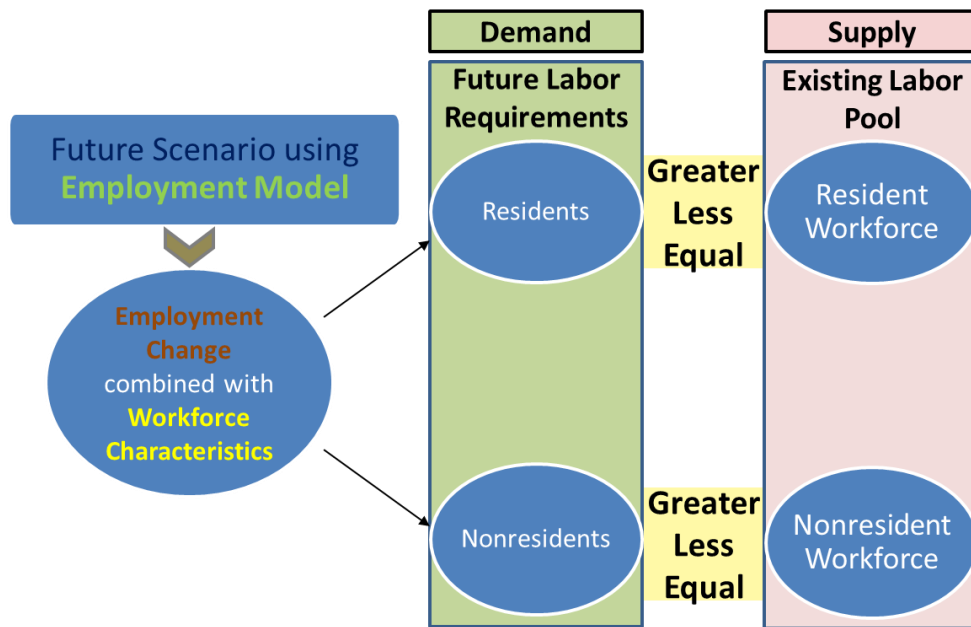 Demand
Supply
Future Labor
Requirements
Existing Labor
Pool
Future Scenario using
Employment Model
Employment
Change
combined with
Workforce
Characteristics
Residents
Greater
Less
Equal
Resident
Workforce
Nonresidents
Greater
Less
Equal
Nonresident
Workforce